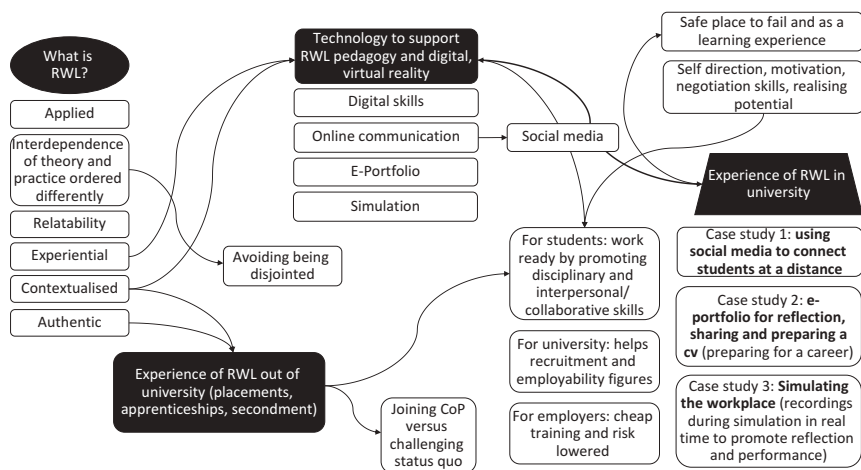 What is
RWL?
Applied
Interdependence
of theory and
practice ordered
differently
Relatability
Experiential
Contextualised
Authentic
Avoiding being
disjointed
Experience of RWL out of
university (placements,
apprenticeships, secondment)
Technology to support
RWL pedagogy and digital,
virtual reality
Digital skills
Online communication
Social media
E-Portfolio
Simulation
For students: work
ready by promoting
disciplinary and
interpersonal/
collaborative skills
For university: helps
recruitment and
employability figures
For employers: cheap
training and risk
lowered
Joining CoP
versus
challenging
status quo
Safe place to fail and as a
learning experience
Self direction, motivation,
negotiation skills, realising
potential
Experience of RWL in
university
Case study 1: using
social media to connect
students at a distance
Case study 2: e-
portfolio for reflection,
sharing and preparing a
cv (preparing for a career)
Case study 3: Simulating
the workplace (recordings
during simulation in real
time to promote reflection
and performance)